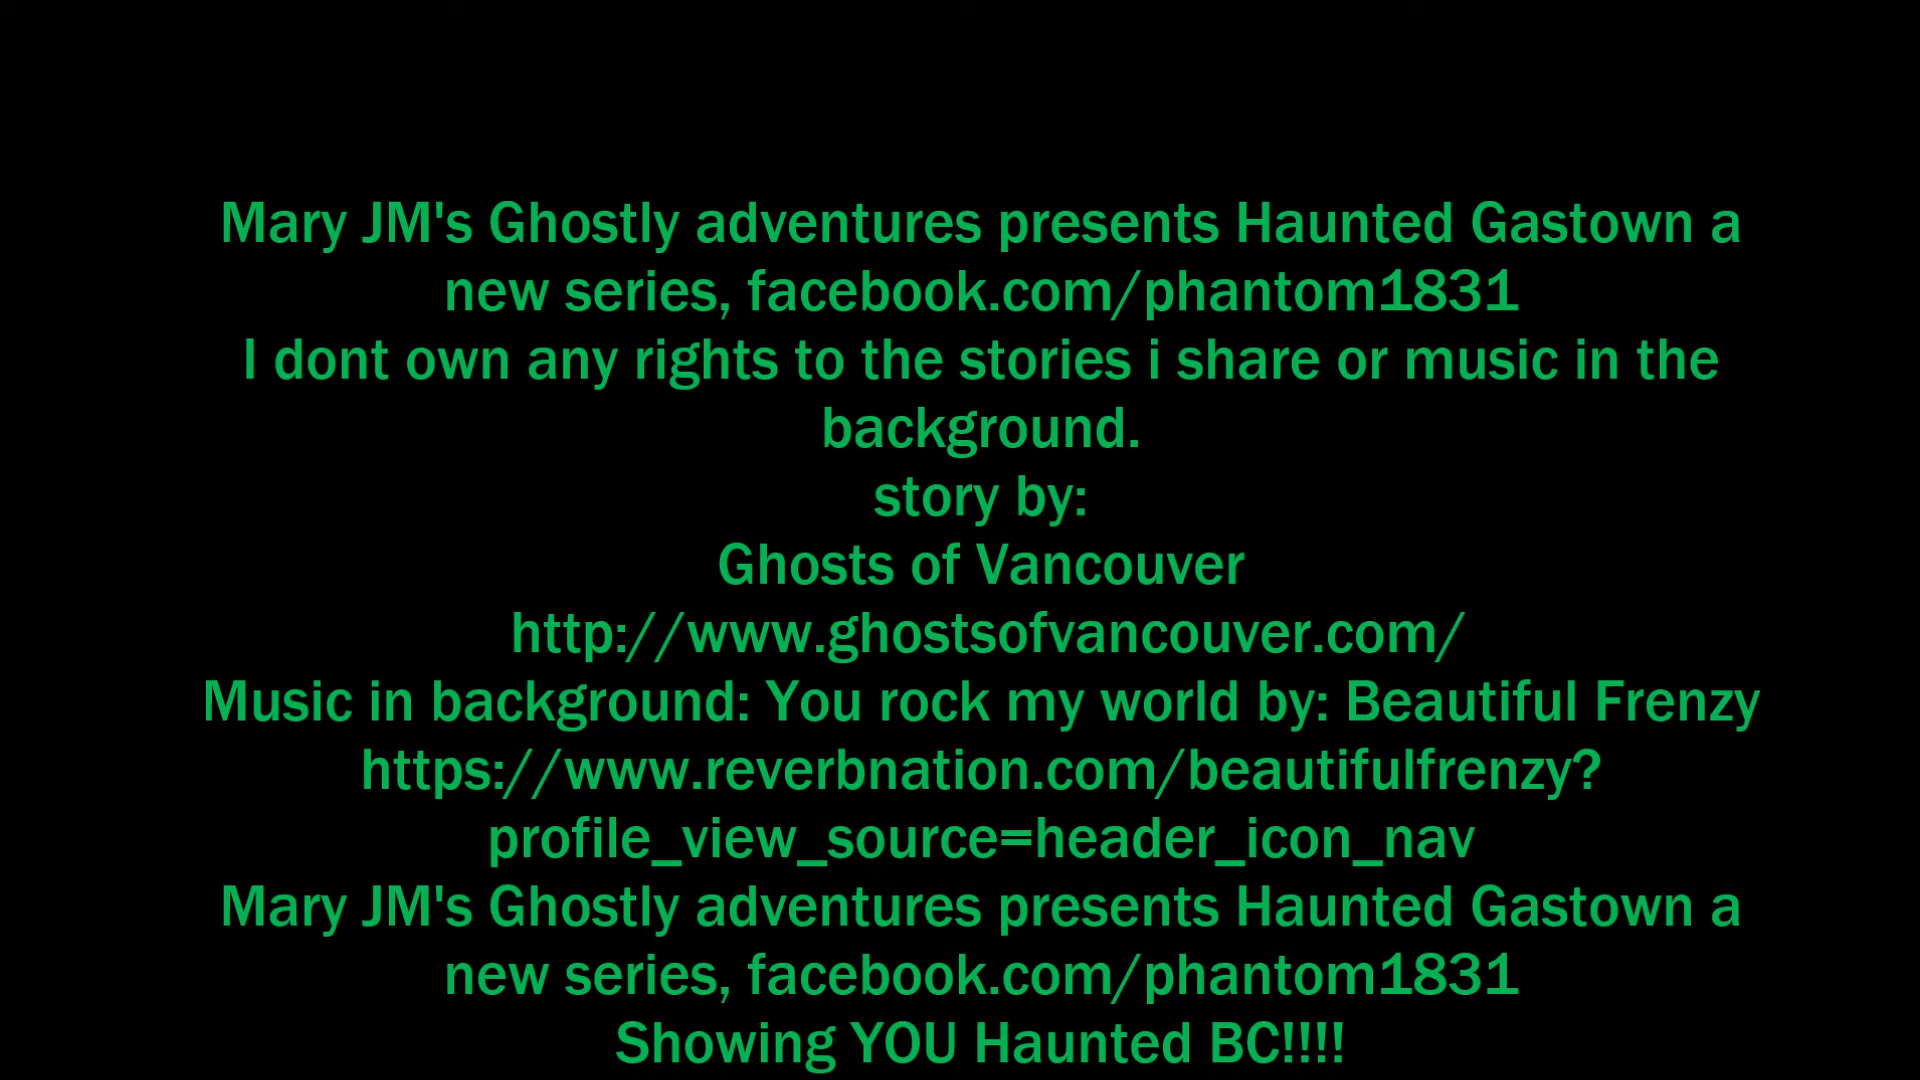 Mary JM's Ghostly adventures presents Haunted Gastown a
new series, facebook.com/phantom1831
I dont own any rights to the stories i share or music in the
background.
story by:
Ghosts of Vancouver
http://www.ghostsofvancouver.com/
Music in background: You rock my world by: Beautiful Frenzy
https://www.reverbnation.com/beautifulfrenzy?
profile_view_source=header_icon_nav
Mary JM's Ghostly adventures presents Haunted Gastown a
new series, facebook.com/phantom1831
Showing YOU Haunted BC!!!!